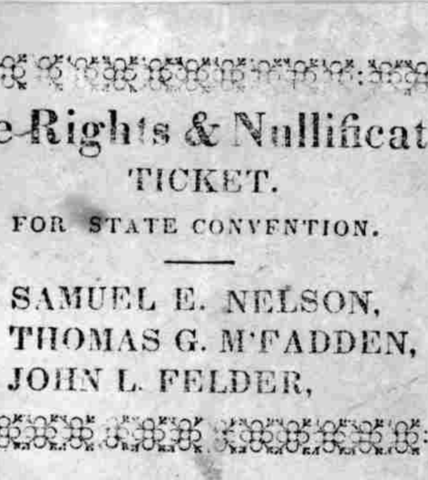 e Rights & Nullificat
TICKET.
FOR STATE CONVENTION.
SAMUEL E. NELSON,
THOMAS G. M'FADDEN,
JOHN L. FELDER,